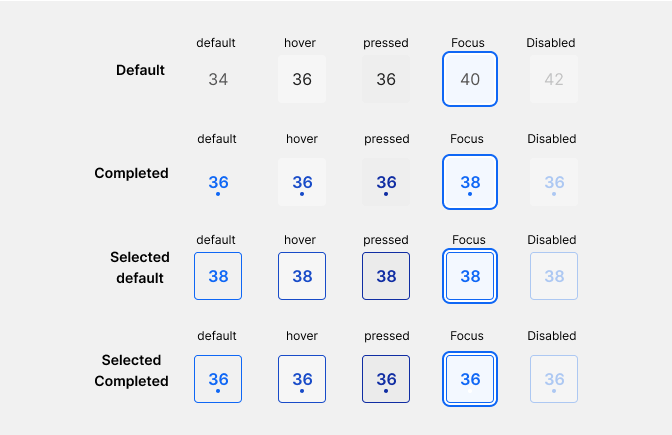 default hover pressed Focus Disabled
Default 34 36 36 40 42
default hover pressed Focus Disabled
Completed 36 36 36 38 36
default hover pressed Focus Disabled
Selected
default 38 38 38 38 38
default hover pressed Focus Disabled
Selected
Completed 36 36 36 36 36